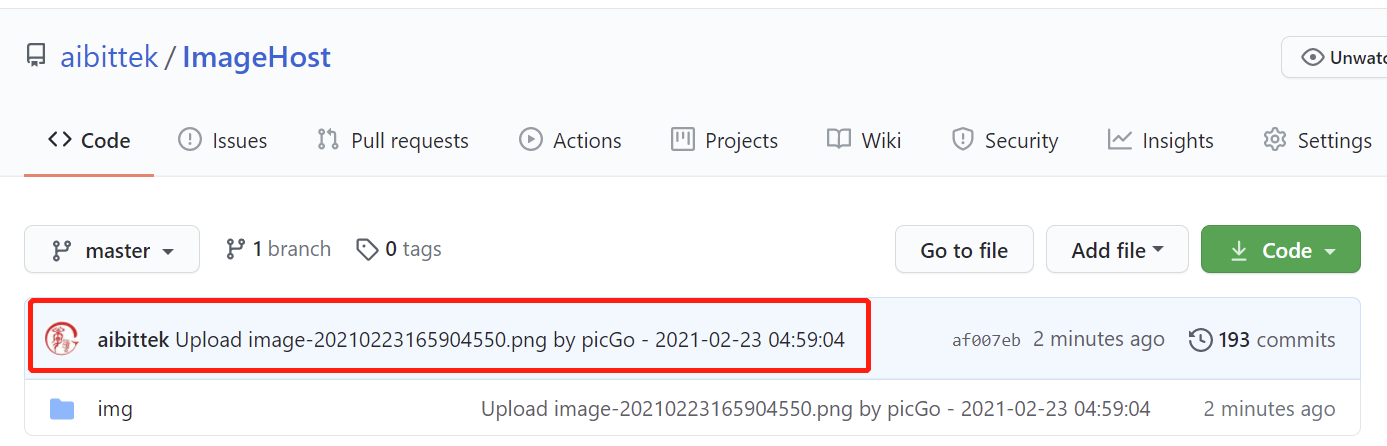 aibittek / ImageHost
Unwatc
Code Issues Pull requests Actions Projects Wiki Security Insights Settings
master 1 branch 0 tags Go to file Add file Code
aibittek Upload image-20210223165904550.png by picGo - 2021-02-23 04:59:04 af007eb 2 minutes ago 193 commits
img Upload image-20210223165904550.png by picGo - 2021-02-23 04:59:04 2 minutes ago